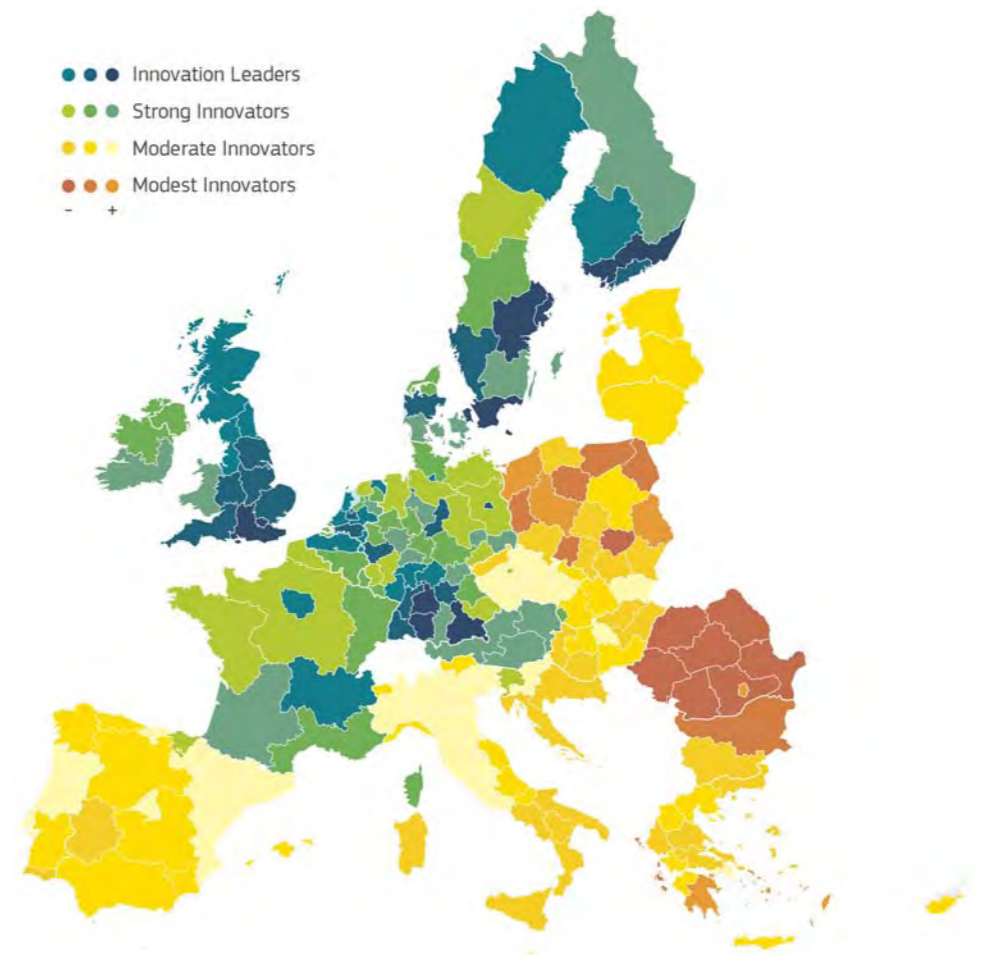 Innovation Leaders
Strong Innovators
Moderate Innovators
Modest Innovators
- +